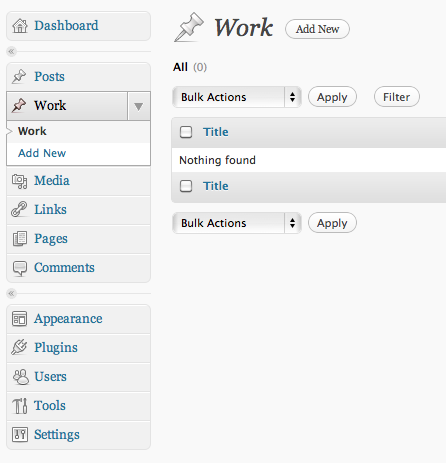 Dashboard
Posts
Work
Work
Add New
Media
Links
Pages
Comments
Appearance
Plugins
Users
Tools
Settings
Work Add New
All (0)
Bulk Actions Apply Filter
Title
Nothing found
Title
Bulk Actions Apply